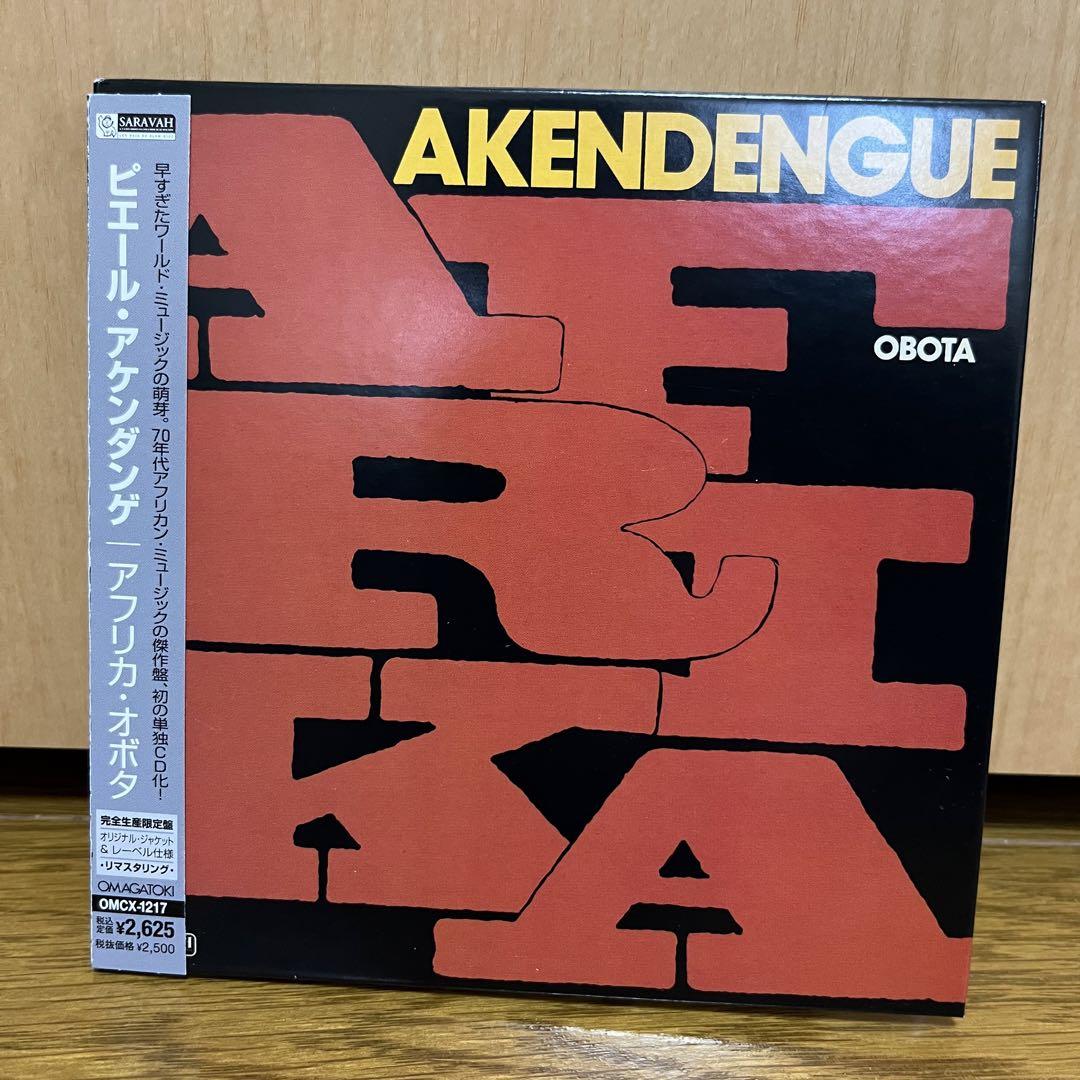 SARAVAH
早すぎたワールド・ミュージックの萌芽。70年代アフリカン・ミュージックの傑作盤、初の単独CD化!
ピエール・アケンダンゲ | アフリカ・オボタ
完全生産限定盤
オリジナル・ジャケット
& レーベル仕様
・リマスタリング・
OMAGATOKI
OMCX-1217
税込
定価 ¥2,625
税抜価格 ¥2,500
AKENDENGUE
AFRIKA
OBOTA